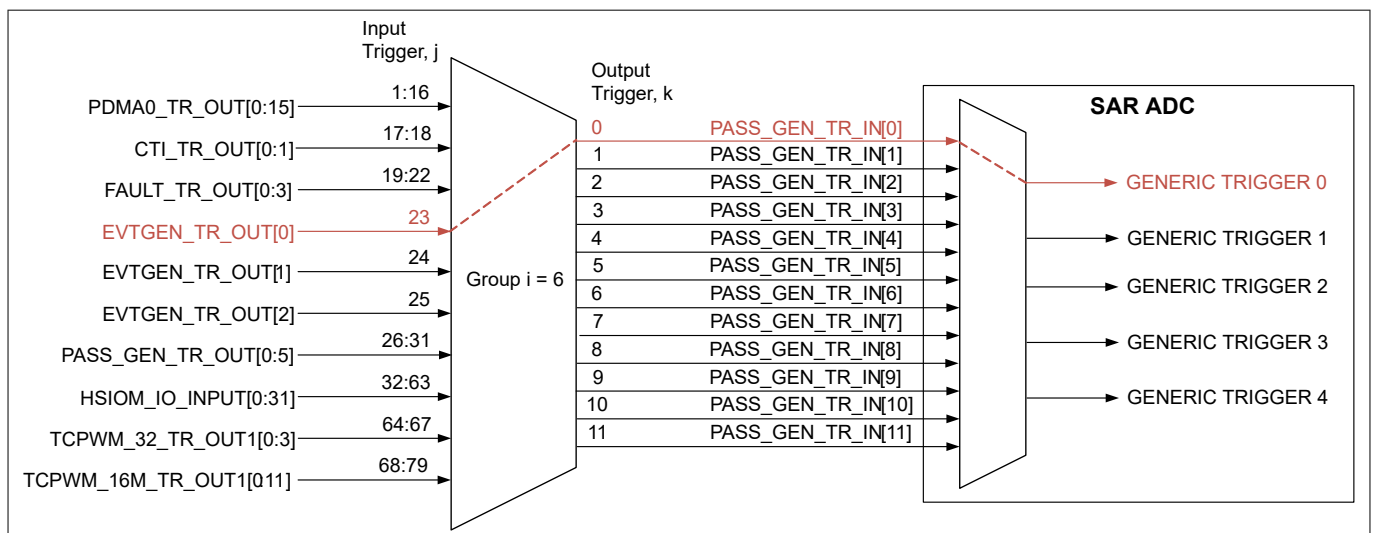 Input
Trigger, j
PDMA0_TR_OUT[0:15]
1:16
CTI_TR_OUT[0:1]
17:18
FAULT_TR_OUT[0:3]
19:22
EVTGEN_TR_OUT[0]
23
EVTGEN_TR_OUT[1]
24
EVTGEN_TR_OUT[2]
25
PASS_GEN_TR_OUT[0:5]
26:31
HSIOM_IO_INPUT[0:31]
32:63
TCPWM_32_TR_OUT1[0:3]
64:67
TCPWM_16M_TR_OUT1[0:11]
68:79
Group i = 6
Output
Trigger, k
0 PASS_GEN_TR_IN[0]
1 PASS_GEN_TR_IN[1]
2 PASS_GEN_TR_IN[2]
3 PASS_GEN_TR_IN[3]
4 PASS_GEN_TR_IN[4]
5 PASS_GEN_TR_IN[5]
6 PASS_GEN_TR_IN[6]
7 PASS_GEN_TR_IN[7]
8 PASS_GEN_TR_IN[8]
9 PASS_GEN_TR_IN[9]
10 PASS_GEN_TR_IN[10]
11 PASS_GEN_TR_IN[11]
SAR ADC
GENERIC TRIGGER 0
GENERIC TRIGGER 1
GENERIC TRIGGER 2
GENERIC TRIGGER 3
GENERIC TRIGGER 4